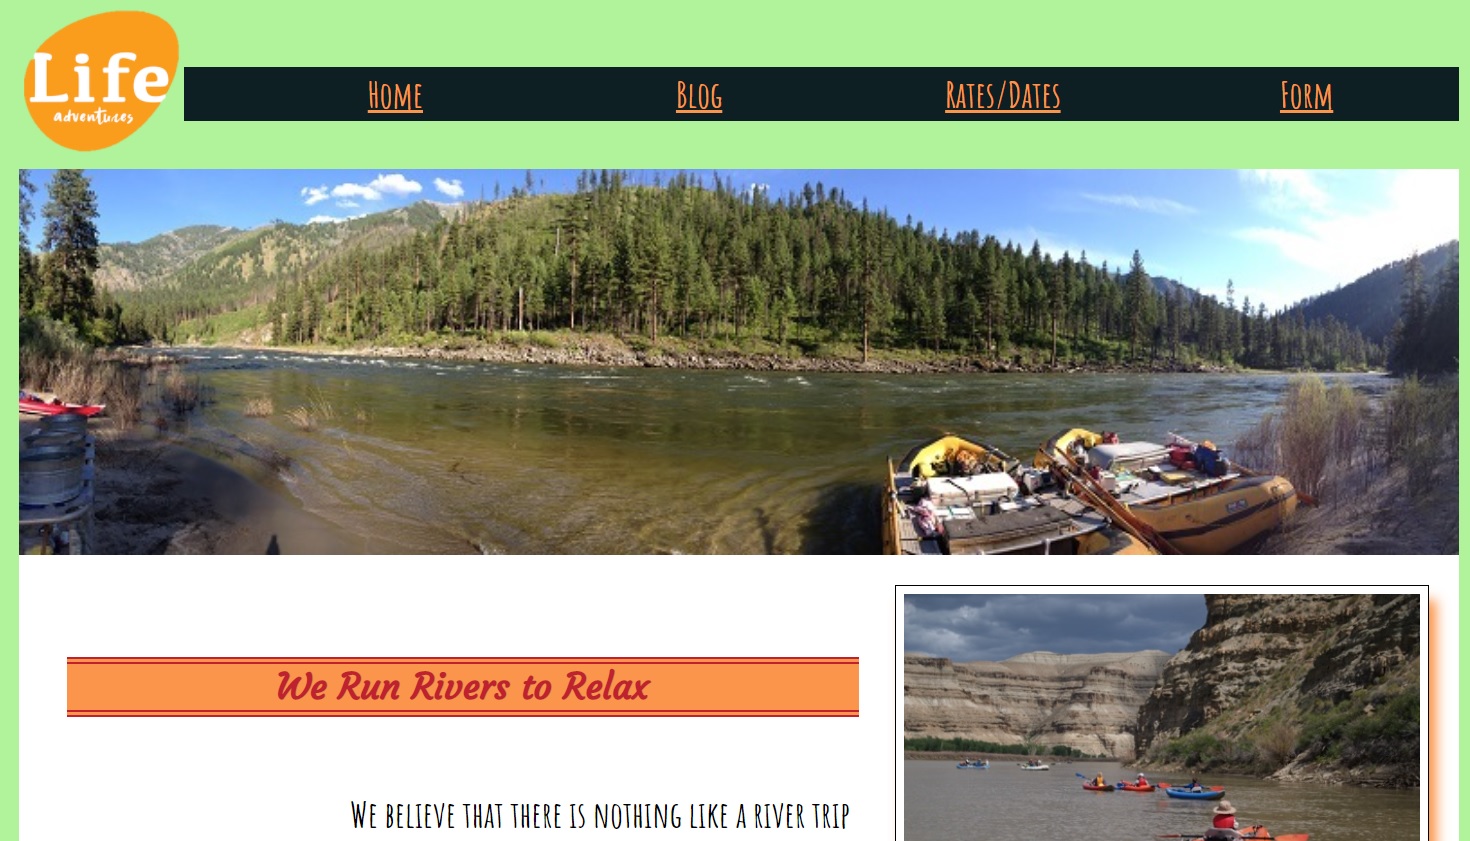 Life
adventures
Home Blog Rates/Dates Form
We Run Rivers to Relax
We believe that there is nothing like a river trip